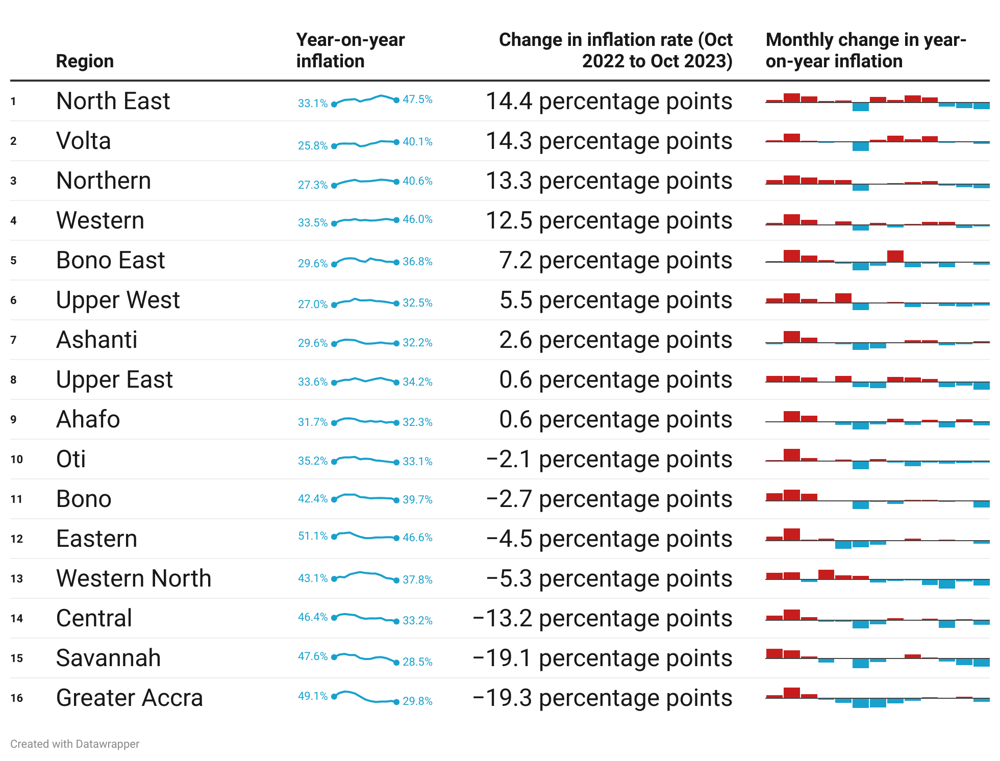 Region
Year-on-year
inflation
Change in inflation rate (Oct
2022 to Oct 2023)
Monthly change in year-
on-year inflation
1 North East 33.1% 47.5% 14.4 percentage points
2 Volta 25.8% 40.1% 14.3 percentage points
3 Northern 27.3% 40.6% 13.3 percentage points
4 Western 33.5% 46.0% 12.5 percentage points
5 Bono East 29.6% 36.8% 7.2 percentage points
6 Upper West 27.0% 32.5% 5.5 percentage points
7 Ashanti 29.6% 32.2% 2.6 percentage points
8 Upper East 33.6% 34.2% 0.6 percentage points
9 Ahafo 31.7% 32.3% 0.6 percentage points
10 Oti 35.2% 33.1% −2.1 percentage points
11 Bono 42.4% 39.7% −2.7 percentage points
12 Eastern 51.1% 46.6% −4.5 percentage points
13 Western North 43.1% 37.8% −5.3 percentage points
14 Central 46.4% 33.2% −13.2 percentage points
15 Savannah 47.6% 28.5% −19.1 percentage points
16 Greater Accra 49.1% 29.8% −19.3 percentage points
Created with Datawrapper